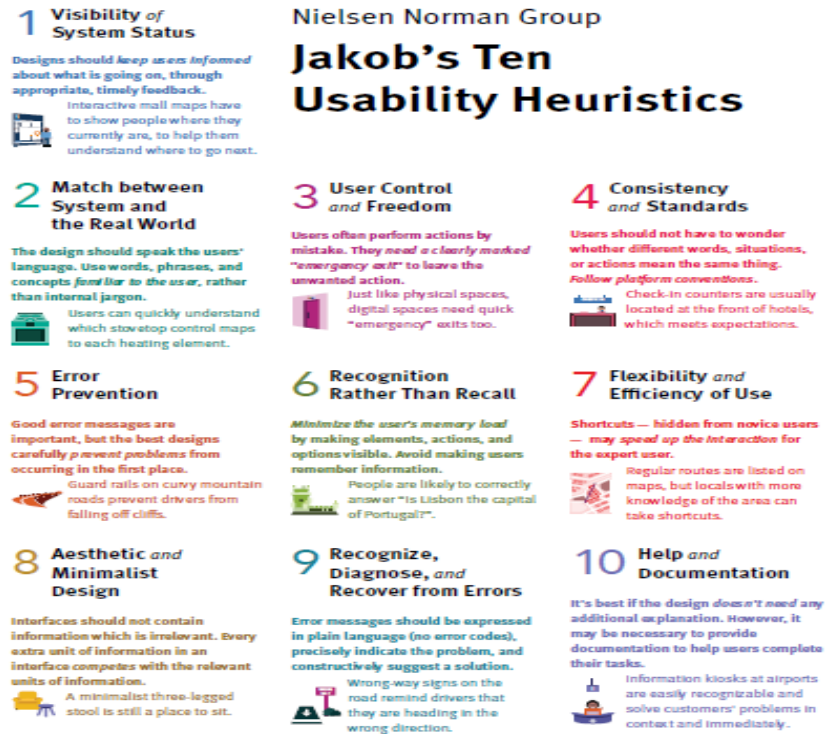 Nielsen Norman Group
Jakob's Ten
Usability Heuristics
1 Visibility of
System Status
Designs should keep users informed
about what is going on, through
appropriate, timely feedback.
Interactive mall maps have
to show people where they
currently are, to help them
understand where to go next.
2 Match between
System and
the Real World
The design should speak the users'
language. Use words, phrases, and
concepts familiar to the user, rather
than internal jargon.
Users can quickly understand
which stovetop control maps
to each heating element.
3 User Control
and Freedom
Users often perform actions by
mistake. They need a clearly marked
"emergency exit" to leave the
unwanted action.
Just like physical spaces,
digital spaces need quick
"emergency" exits too.
4 Consistency
and Standards
Users should not have to wonder
whether different words, situations,
or actions mean the same thing.
Follow platform conventions.
Check-in counters are usually
located at the front of hotels,
which meets expectations.
5 Error
Prevention
Good error messages are
important, but the best designs
carefully prevent problems from
occurring in the first place.
Guard rails on curvy mountain
roads prevent drivers from
falling off cliffs.
6 Recognition
Rather Than Recall
Minimize the user's memory load
by making elements, actions, and
options visible. Avoid making users
remember information.
People are likely to correctly
answer "Is Lisbon the capital
of Portugal?".
7 Flexibility and
Efficiency of Use
Shortcuts — hidden from novice users
— may speed up the interaction for
the expert user.
Regular routes are listed on
maps, but locals with more
knowledge of the area can
take shortcuts.
8 Aesthetic and
Minimalist
Design
Interfaces should not contain
information which is irrelevant. Every
extra unit of information in an
interface competes with the relevant
units of information.
A minimalist three-legged
stool is still a place to sit.
9 Recognize,
Diagnose, and
Recover from Errors
Error messages should be expressed
in plain language (no error codes),
precisely indicate the problem, and
constructively suggest a solution.
Wrong-way signs on the
road remind drivers that
they are heading in the
wrong direction.
10 Help and
Documentation
It's best if the design doesn't need any
additional explanation. However, it
may be necessary to provide
documentation to help users complete
their tasks.
Information kiosks at airports
are easily recognizable and
solve customers' problems in
context and immediately.